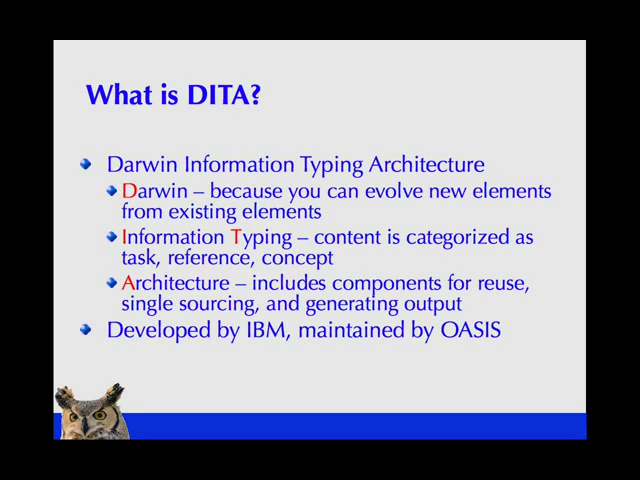 What is DITA?
Darwin Information Typing Architecture
Darwin – because you can evolve new elements
from existing elements
Information Typing – content is categorized as
task, reference, concept
Architecture – includes components for reuse,
single sourcing, and generating output
Developed by IBM, maintained by OASIS